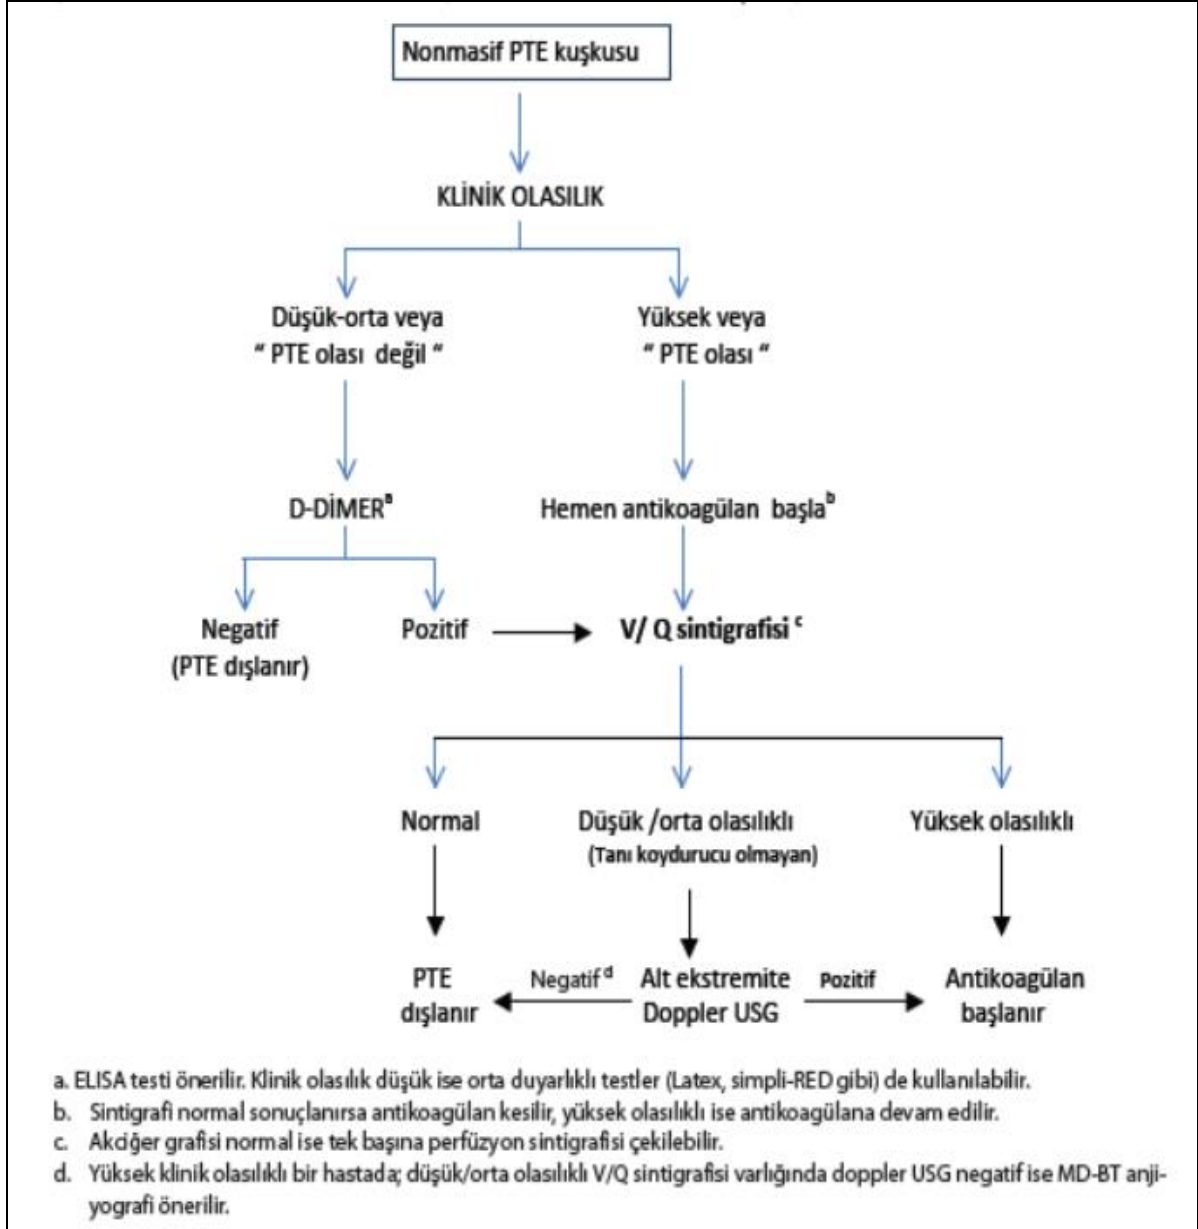 Nonmasif PTE kuşkusu
KLİNİK OLASILIK
Düşük-orta veya
“ PTE olası değil “
Yüksek veya
“ PTE olası “
D-DİMERᵃ
Hemen antikoagülan başlaᵇ
Negatif
(PTE dışlanır)
Pozitif
V/ Q sintigrafisi ᶜ
Normal
Düşük /orta olasılıklı
(Tanı koydurucu olmayan)
Yüksek olasılıklı
PTE
dışlanır
Negatif ᵈ
Alt ekstremite
Doppler USG
Pozitif
Antikoagülan
başlanır
a. ELISA testi önerilir. Klinik olasılık düşük ise orta duyarlıklı testler (Latex, simpli-RED gibi) de kullanılabilir.
b. Sintigrafi normal sonuçlanırsa antikoagülan kesilir, yüksek olasılıklı ise antikoagülana devam edilir.
c. Akciğer grafisi normal ise tek başına perfüzyon sintigrafisi çekilebilir.
d. Yüksek klinik olasılıklı bir hastada; düşük/orta olasılıklı V/Q sintigrafisi varlığında doppler USG negatif ise MD-BT anji-
yografi önerilir.